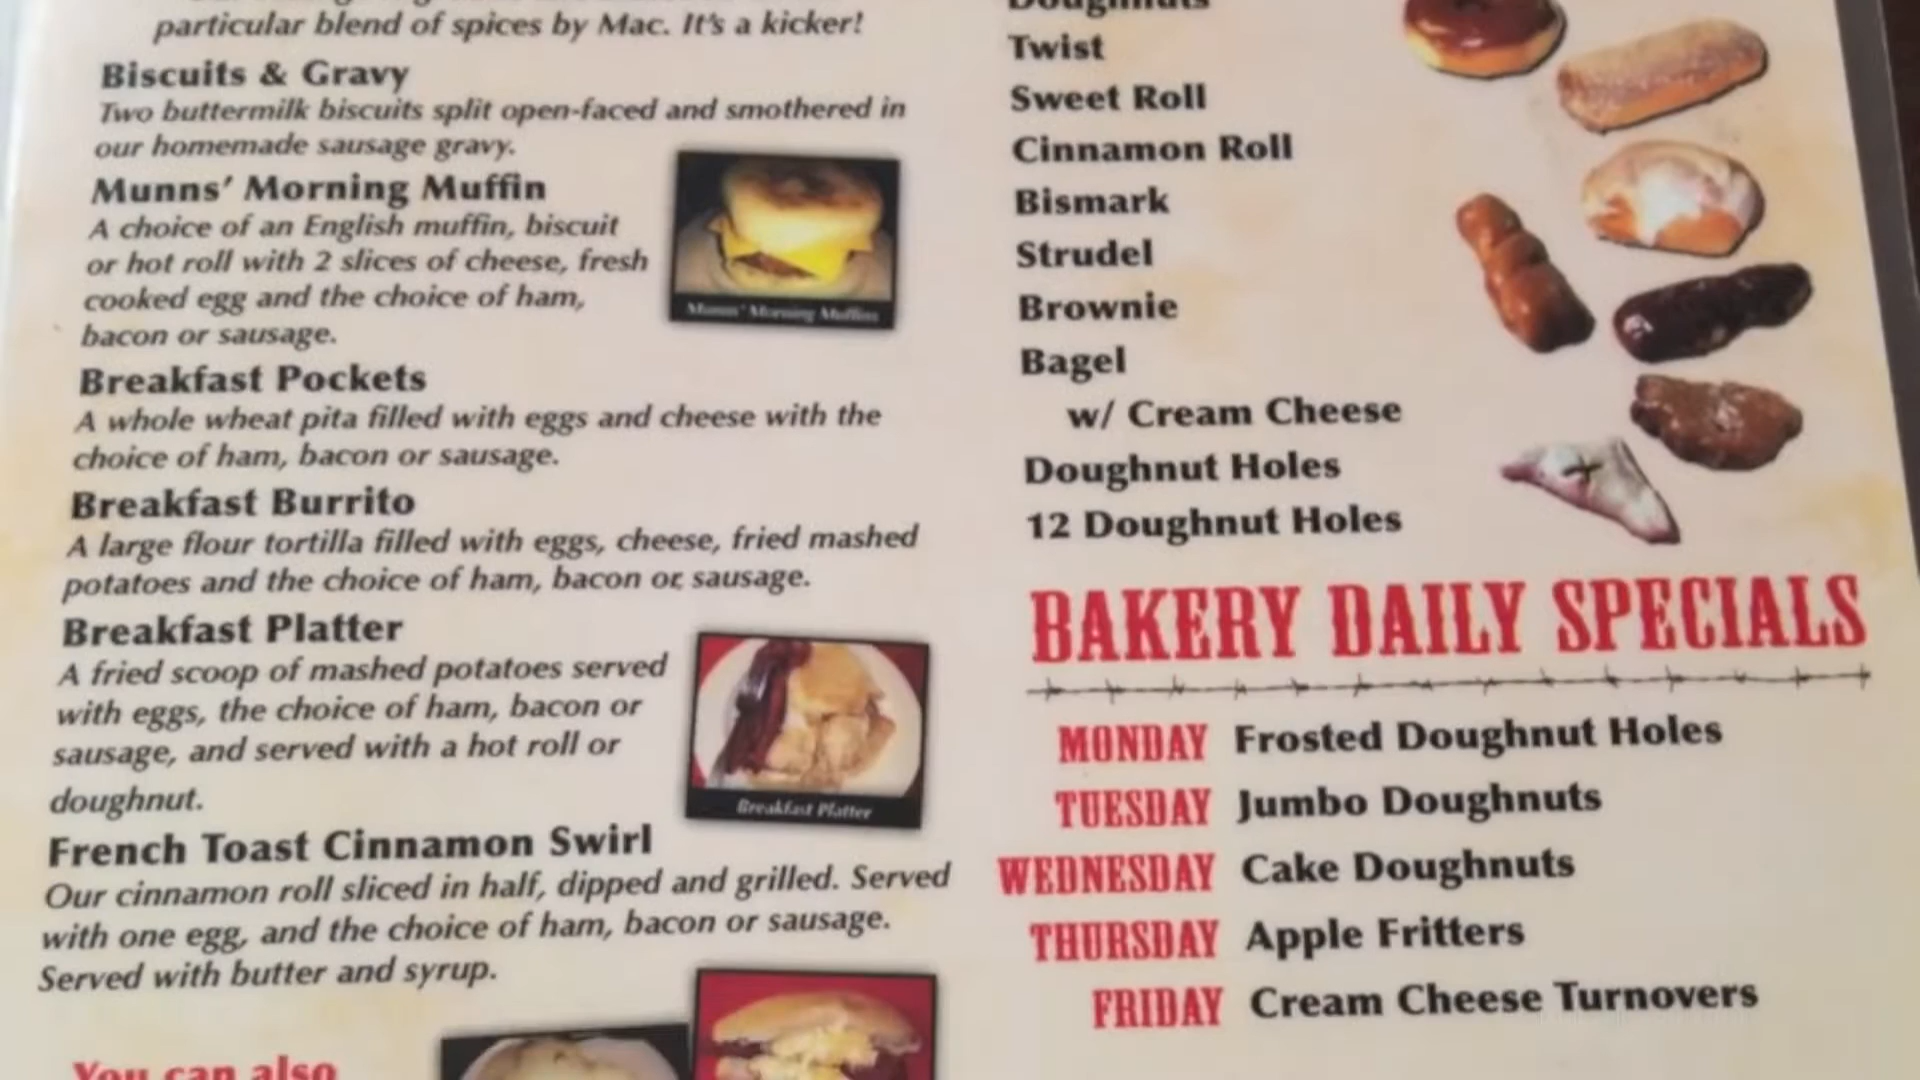 particular blend of spices by Mac. It's a kicker!
Biscuits & Gravy
Two buttermilk biscuits split open-faced and smothered in
our homemade sausage gravy.
Munns' Morning Muffin
A choice of an English muffin, biscuit
or hot roll with 2 slices of cheese, fresh
cooked egg and the choice of ham,
bacon or sausage.
Munns' Morning Muffins
Breakfast Pockets
A whole wheat pita filled with eggs and cheese with the
choice of ham, bacon or sausage.
Breakfast Burrito
A large flour tortilla filled with eggs, cheese, fried mashed
potatoes and the choice of ham, bacon or sausage.
Breakfast Platter
A fried scoop of mashed potatoes served
with eggs, the choice of ham, bacon or
sausage, and served with a hot roll or
doughnut.
Breakfast Platter
French Toast Cinnamon Swirl
Our cinnamon roll sliced in half, dipped and grilled. Served
with one egg, and the choice of ham, bacon or sausage.
Served with butter and syrup.
You can also
Doughnuts
Twist
Sweet Roll
Cinnamon Roll
Bismark
Strudel
Brownie
Bagel
w/ Cream Cheese
Doughnut Holes
12 Doughnut Holes
BAKERY DAILY SPECIALS
MONDAY Frosted Doughnut Holes
TUESDAY Jumbo Doughnuts
WEDNESDAY Cake Doughnuts
THURSDAY Apple Fritters
FRIDAY Cream Cheese Turnovers